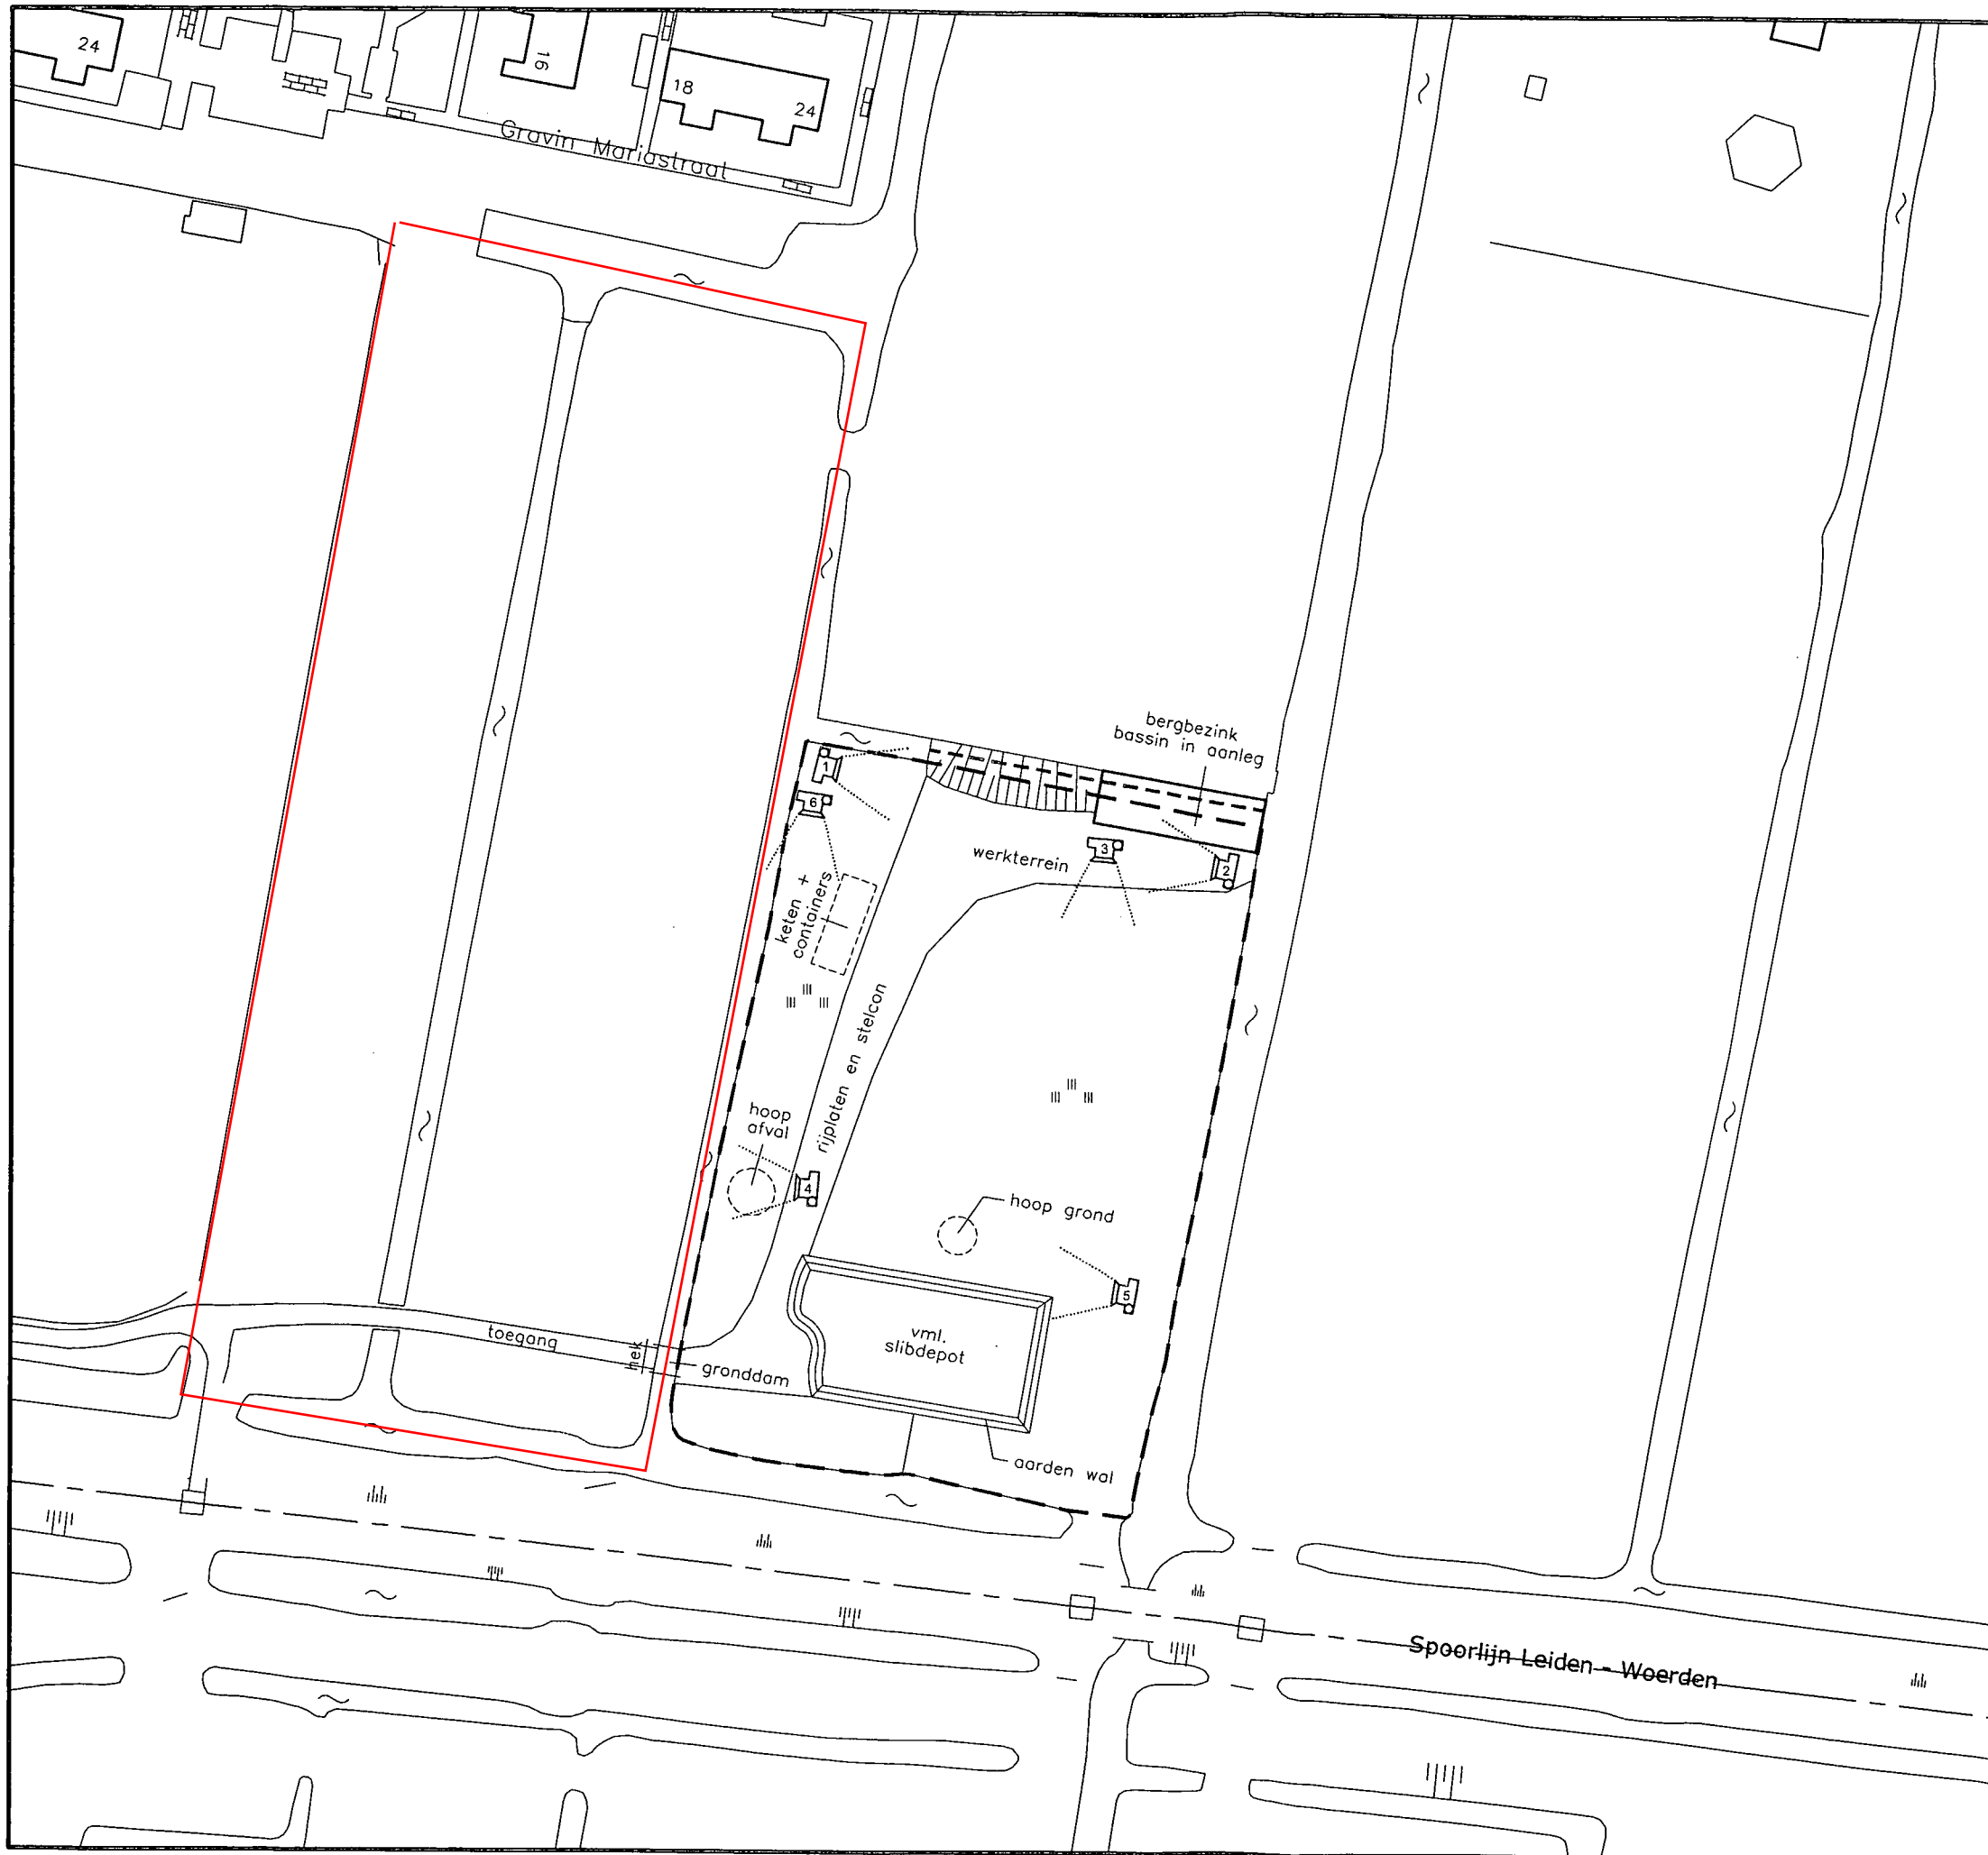 24
16
18
24
Gravin Mariastraat
bergbezink
bassin in aanleg
1
6
3
2
werkterrein
keten +
containers
rijplaten en stelcon
hoop
afval
4
hoop grond
5
vml.
slibdepot
toegang
hek
gronddam
aarden wal
Spoorlijn Leiden - Woerden